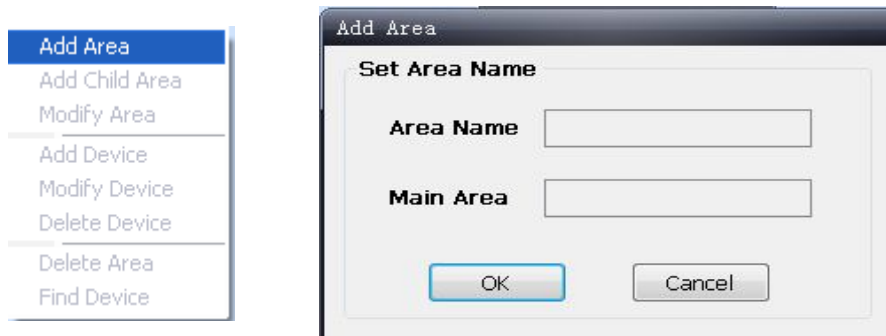 Add Area
Add Child Area
Modify Area
Add Device
Modify Device
Delete Device
Delete Area
Find Device
Add Area
Set Area Name
Area Name
Main Area
OK
Cancel